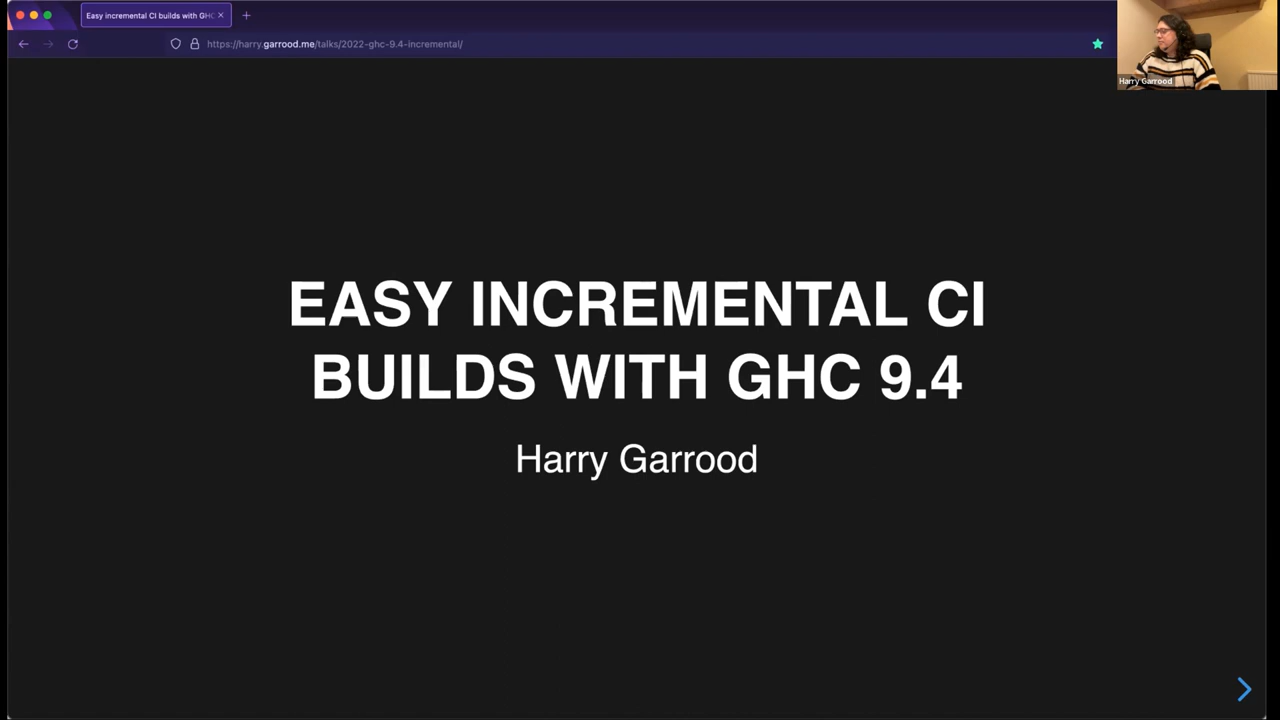 Easy incremental CI builds with GHC
https://harry.garrood.me/talks/2022-ghc-9.4-incremental/
Harry Garrood
EASY INCREMENTAL CI
BUILDS WITH GHC 9.4
Harry Garrood